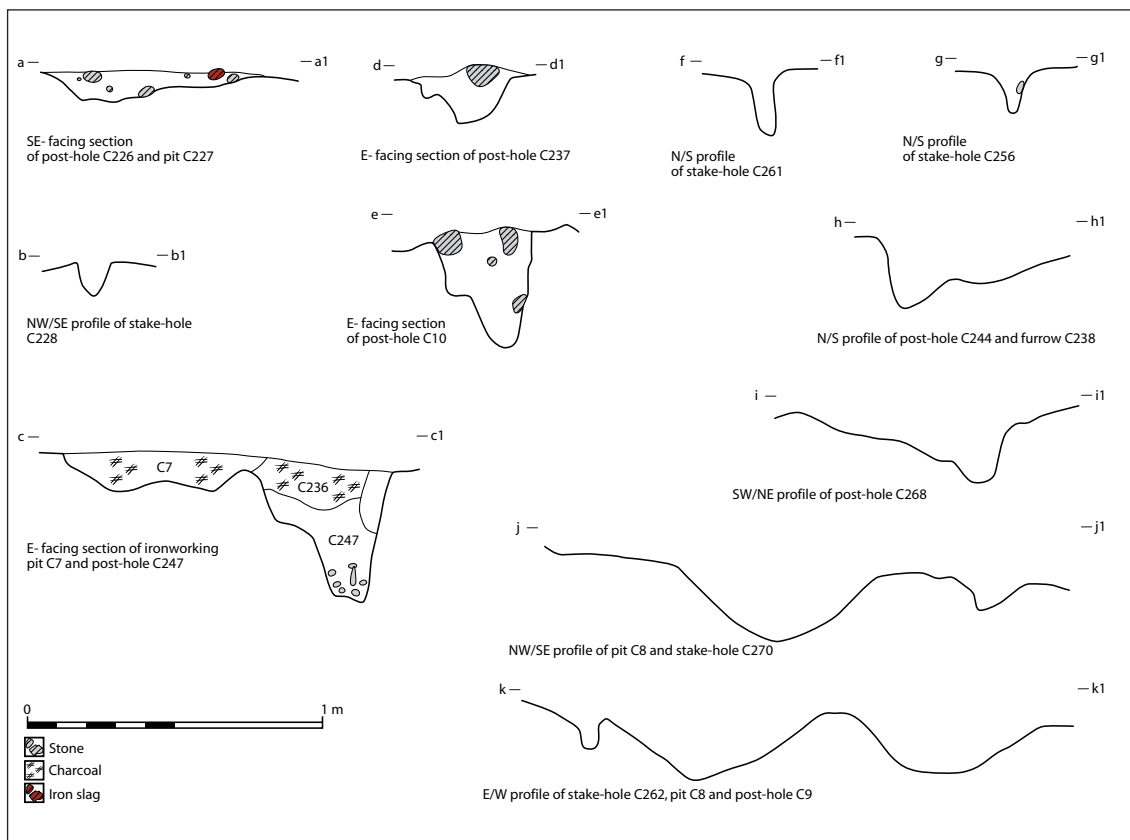 a — — a1
SE- facing section
of post-hole C226 and pit C227
d — — d1
E- facing section of post-hole C237
f — — f1
N/S profile
of stake-hole C261
g — — g1
N/S profile
of stake-hole C256
b — — b1
NW/SE profile of stake-hole
C228
e — — e1
E- facing section
of post-hole C10
h — — h1
N/S profile of post-hole C244 and furrow C238
i — — i1
SW/NE profile of post-hole C268
c — — c1
C7
C236
C247
E- facing section of ironworking
pit C7 and post-hole C247
j — — j1
NW/SE profile of pit C8 and stake-hole C270
k — — k1
E/W profile of stake-hole C262, pit C8 and post-hole C9
0 1 m
Stone
Charcoal
Iron slag